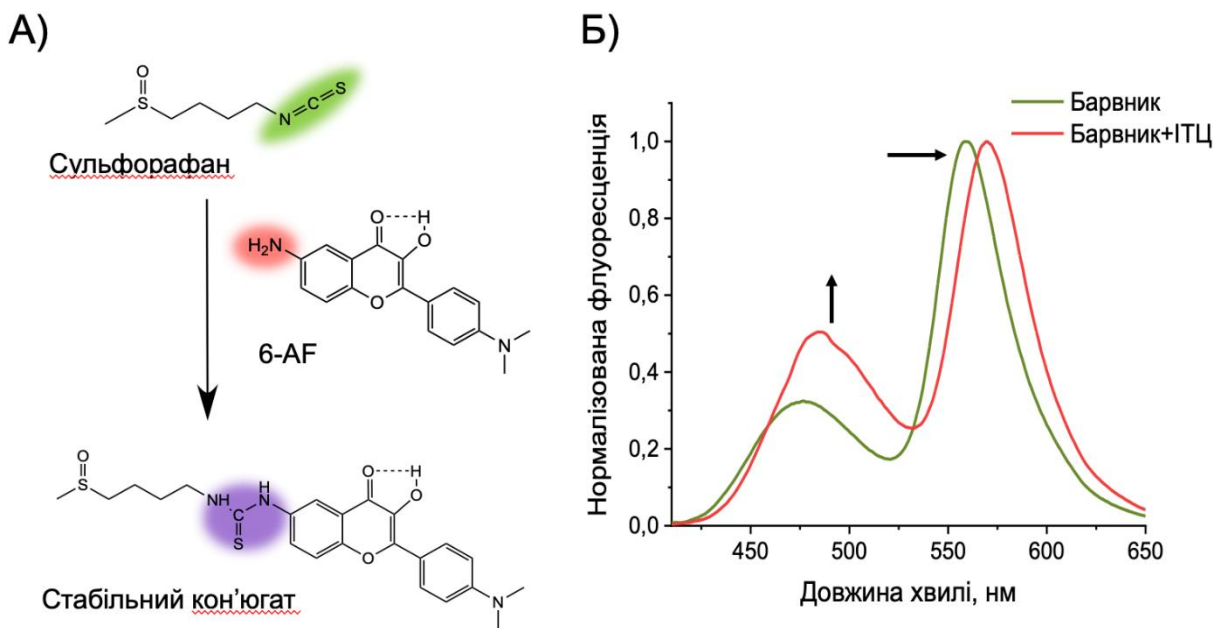 А)
O
S
N
C
S
Сульфорафан
H₂N
O
H
O
O
N
6-AF
O
S
NH
H
N
C
S
O
H
O
O
N
Стабільний кон’югат
Б)
Барвник
Барвник+ІТЦ
Нормалізована флуоресценція
1,0
0,8
0,6
0,4
0,2
0,0
450
500
550
600
650
Довжина хвилі, нм